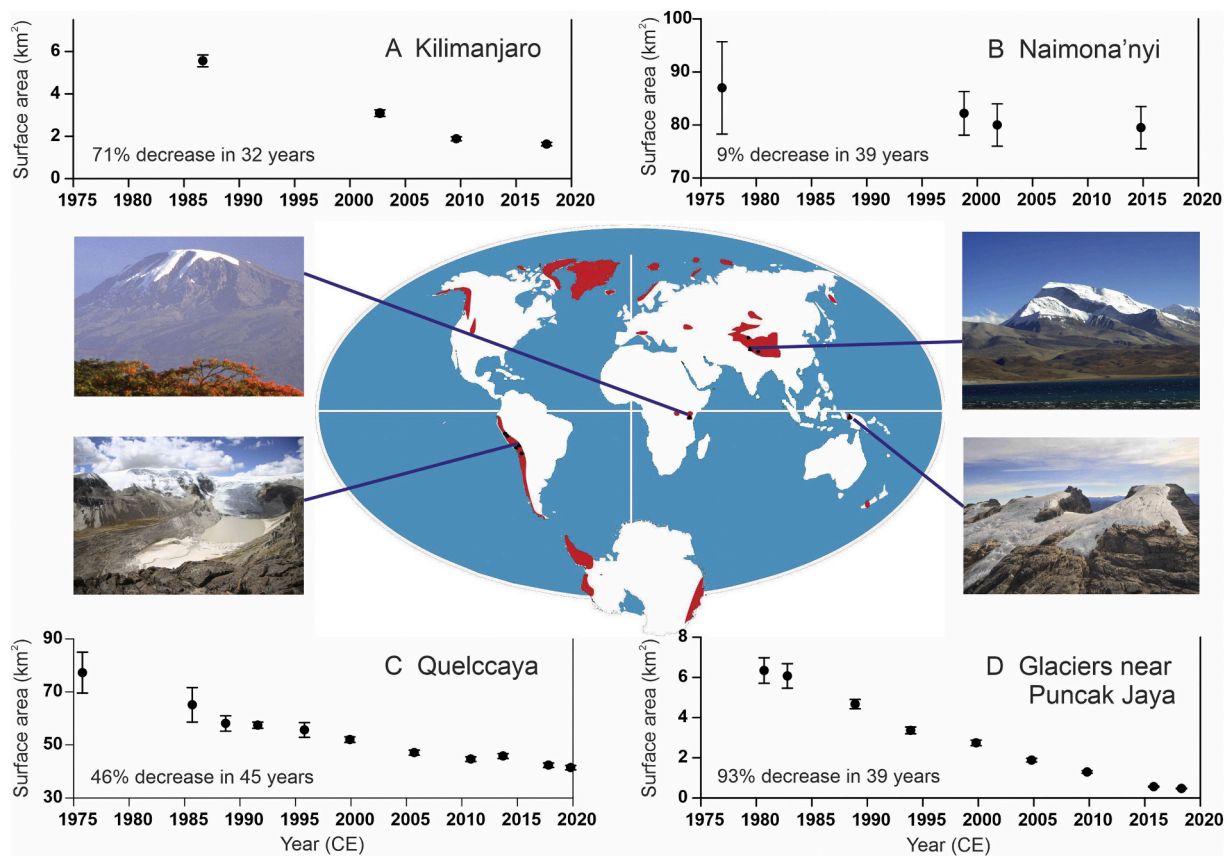 A Kilimanjaro
Surface area (km²)
6
4
2
0
71% decrease in 32 years
1975 1980 1985 1990 1995 2000 2005 2010 2015 2020
B Naimona'nyi
Surface area (km²)
100
90
80
70
9% decrease in 39 years
1975 1980 1985 1990 1995 2000 2005 2010 2015 2020
C Quelccaya
Surface area (km²)
90
70
50
30
46% decrease in 45 years
1975 1980 1985 1990 1995 2000 2005 2010 2015 2020
Year (CE)
D Glaciers near
Puncak Jaya
Surface area (km²)
8
6
4
2
0
93% decrease in 39 years
1975 1980 1985 1990 1995 2000 2005 2010 2015 2020
Year (CE)